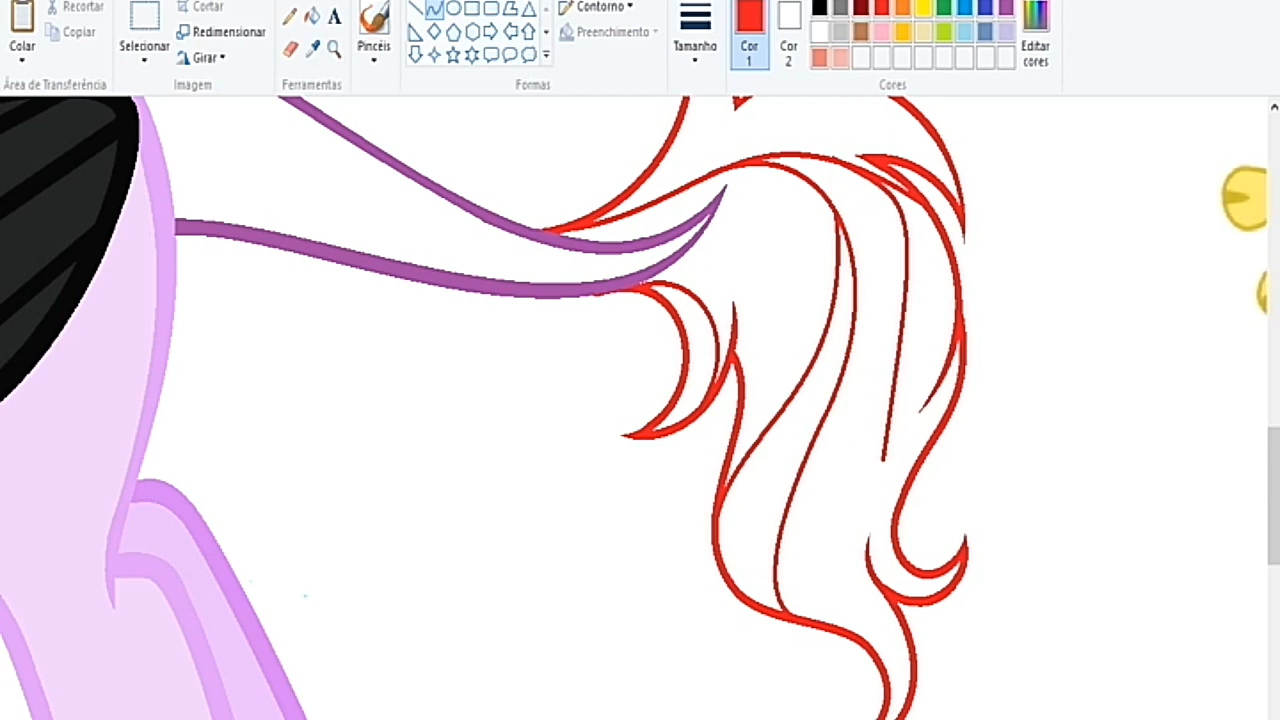 Recortar
Copiar
Colar
Área de Transferência
Cortar
Redimensionar
Girar
Selecionar
Imagem
A
Ferramentas
Pincéis
Contorno
Preenchimento
Formas
Tamanho
Cor
1
Cor
2
Editar
cores
Cores